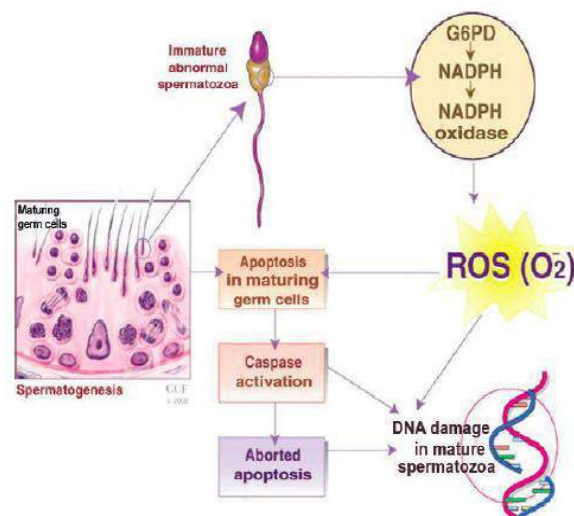 Immature
abnormal
spermatozoa
G6PD
NADPH
NADPH
oxidase
Maturing
germ cells
Spermatogenesis
CCF
Apoptosis
in maturing
germ cells
ROS (O₂⁻)
Caspase
activation
Aborted
apoptosis
DNA damage
in mature
spermatozoa